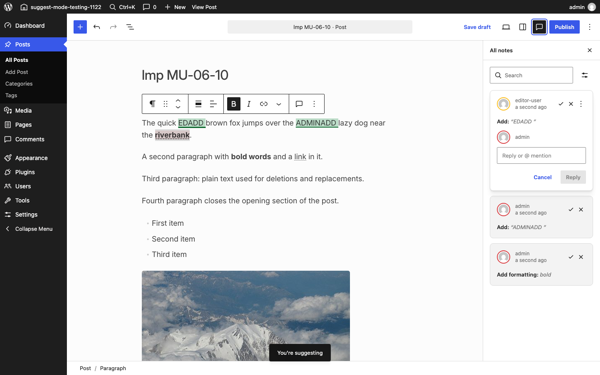 suggest-mode-testing-1122 Ctrl+K 0 New View Post admin
Dashboard
Posts
All Posts
Add Post
Categories
Tags
Media
Pages
Comments
Appearance
Plugins
Users
Tools
Settings
Collapse Menu
Imp MU-06-10 · Post
Save draft
Publish
Imp MU-06-10
B I
The quick EDADD brown fox jumps over the ADMINADD lazy dog near
the riverbank.
A second paragraph with bold words and a link in it.
Third paragraph: plain text used for deletions and replacements.
Fourth paragraph closes the opening section of the post.
· First item
· Second item
· Third item
You're suggesting
Post / Paragraph
All notes
Search
editor-user
a second ago
Add: "EDADD "
admin
Reply or @ mention
Cancel Reply
admin
a second ago
Add: "ADMINADD "
admin
a second ago
Add formatting: bold